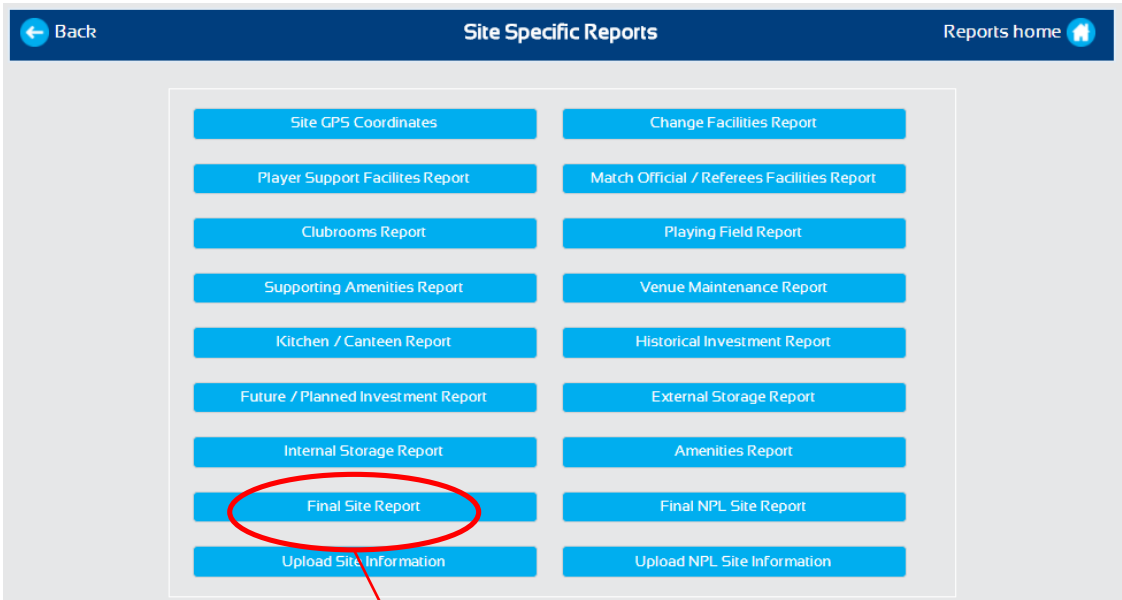 Back
Site Specific Reports
Reports home
Site GPS Coordinates
Change Facilities Report
Player Support Facilites Report
Match Official / Referees Facilities Report
Clubrooms Report
Playing Field Report
Supporting Amenities Report
Venue Maintenance Report
Kitchen / Canteen Report
Historical Investment Report
Future / Planned Investment Report
External Storage Report
Internal Storage Report
Amenities Report
Final Site Report
Final NPL Site Report
Upload Site Information
Upload NPL Site Information